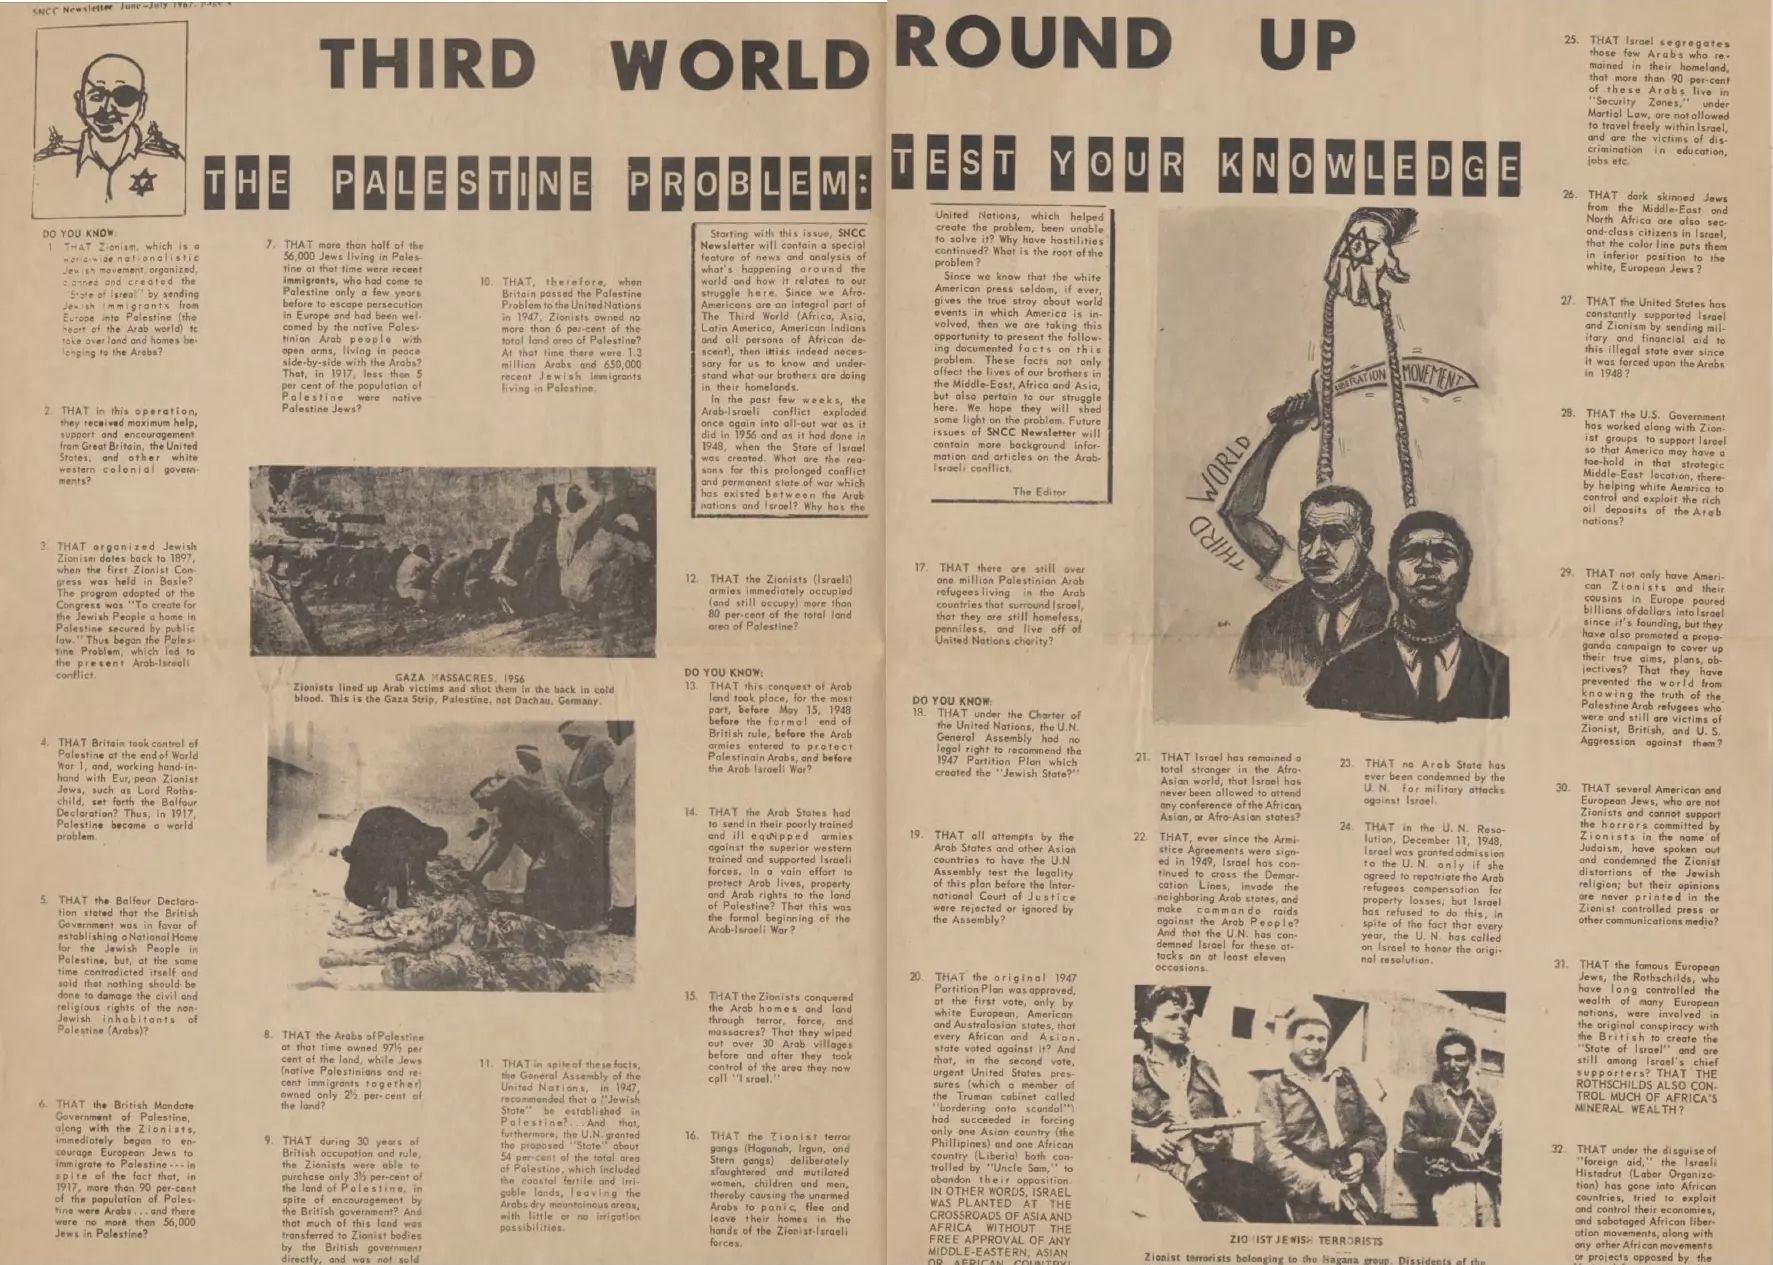 SNCC Newsletter June-July 1967, page 4
THIRD WORLD ROUND UP
THE PALESTINE PROBLEM: TEST YOUR KNOWLEDGE
DO YOU KNOW:
1. THAT Zionism, which is a
world-wide nationalistic
Jewish movement, organized,
planned and created the
"State of Isreal" by sending
Jewish immigrants from
Europe into Palestine (the
heart of the Arab world) to
take over land and homes be-
longing to the Arabs?
2. THAT in this operation,
they received maximum help,
support and encouragement
from Great Britain, the United
States, and other white
western colonial govern-
ments?
3. THAT organized Jewish
Zionism dates back to 1897,
when the first Zionist Con-
gress was held in Basle?
The program adopted at the
Congress was "To create for
the Jewish People a home in
Palestine secured by public
law." Thus began the Pales-
tine Problem, which led to
the present Arab-Israeli
conflict.
4. THAT Britain took control of
Palestine at the end of World
War 1, and, working hand-in-
hand with Eur,pean Zionist
Jews, such as Lord Roths-
child, set forth the Balfour
Declaration? Thus, in 1917,
Palestine became a world
problem.
5. THAT the Balfour Declara-
tion stated that the British
Government was in favor of
establishing a National Home
for the Jewish People in
Palestine, but, at the same
time contradicted itself and
said that nothing should be
done to damage the civil and
religious rights of the non-
Jewish inhabitants of
Palestine (Arabs)?
6. THAT the British Mandate
Government of Palestine,
along with the Zionists,
immediately began to en-
courage European Jews to
immigrate to Palestine---in
spite of the fact that, in
1917, more than 90 per-cent
of the population of Pales-
tine were Arabs...and there
were no more than 56,000
Jews in Palestine?
7. THAT more than half of the
56,000 Jews living in Pales-
tine at that time were recent
immigrants, who had come to
Palestine only a few years
before to escape persecution
in Europe and had been wel-
comed by the native Pales-
tinian Arab people with
open arms, living in peace
side-by-side with the Arabs?
That, in 1917, less than 5
per cent of the population of
Palestine were native
Palestine Jews?
10. THAT, therefore, when
Britain passed the Palestine
Problem to the United Nations
in 1947, Zionists owned no
more than 6 per-cent of the
total land area of Palestine?
At that time there were 1.3
million Arabs and 650,000
recent Jewish immigrants
living in Palestine.
GAZA MASSACRES, 1956
Zionists lined up Arab victims and shot them in the back in cold
blood. This is the Gaza Strip, Palestine, not Dachau, Germany.
8. THAT the Arabs of Palestine
at that time owned 97½ per
cent of the land, while Jews
(native Palestinians and re-
cent immigrants together)
owned only 2½ per-cent of
the land?
9. THAT during 30 years of
British occupation and rule,
the Zionists were able to
purchase only 3½ per-cent of
the land of Palestine, in
spite of encouragement by
the British government? And
that much of this land was
transferred to Zionist bodies
by the British government
directly, and was not sold
11. THAT in spite of these facts,
the General Assembly of the
United Nations, in 1947,
recommended that a "Jewish
State" be established in
Palestine?...And that,
furthermore, the U.N. granted
the proposed "State" about
54 per-cent of the total area
of Palestine, which included
the coastal fertile and irri-
gable lands, leaving the
Arabs dry mountainous areas,
with little or no irrigation
possibilities.
Starting with this issue, SNCC
Newsletter will contain a special
feature of news and analysis of
what's happening around the
world and how it relates to our
struggle here. Since we Afro-
Americans are an integral part of
The Third World (Africa, Asia,
Latin America, American Indians
and all persons of African de-
scent), then itiss indeed neces-
sary for us to know and under-
stand what our brothers are doing
in their homelands.
In the past few weeks, the
Arab-Israeli conflict exploded
once again into all-out war as it
did in 1956 and as it had done in
1948, when the State of Israel
was created. What are the rea-
sons for this prolonged conflict
and permanent state of war which
has existed between the Arab
nations and Israel? Why has the
United Nations, which helped
create the problem, been unable
to solve it? Why have hostilities
continued? What is the root of the
problem?
Since we know that the white
American press seldom, if ever,
gives the true stroy about world
events in which America is in-
volved, then we are taking this
opportunity to present the follow-
ing documented facts on this
problem. These facts not only
affect the lives of our brothers in
the Middle-East, Africa and Asia,
but also pertain to our struggle
here. We hope they will shed
some light on the problem. Future
issues of SNCC Newsletter will
contain more background infor-
mation and articles on the Arab-
Israeli conflict.
The Editor
12. THAT the Zionists (Israeli)
armies immediately occupied
(and still occupy) more than
80 per-cent of the total land
area of Palestine?
DO YOU KNOW:
13. THAT this conquest of Arab
land took place, for the most
part, before May 15, 1948
before the formal end of
British rule, before the Arab
armies entered to protect
Palestinain Arabs, and before
the Arab Israeli War?
14. THAT the Arab States had
to send in their poorly trained
and ill equipped armies
against the superior western
trained and supported Israeli
forces, in a vain effort to
protect Arab lives, property
and Arab rights to the land
of Palestine? That this was
the formal beginning of the
Arab-Israeli War?
15. THAT the Zionists conquered
the Arab homes and land
through terror, force, and
massacres? That they wiped
out over 30 Arab villages
before and after they took
control of the area they now
call "Israel."
16. THAT the Zionist terror
gangs (Haganah, Irgun, and
Stern gangs) deliberately
slaughtered and mutilated
women, children and men,
thereby causing the unarmed
Arabs to panic, flee and
leave their homes in the
hands of the Zionist-Israeli
forces.
17. THAT there are still over
one million Palestinian Arab
refugees living in the Arab
countries that surround Israel,
that they are still homeless,
penniless, and live off of
United Nations charity?
DO YOU KNOW:
18. THAT under the Charter of
the United Nations, the U.N.
General Assembly had no
legal right to recommend the
1947 Partition Plan which
created the "Jewish State?"
19. THAT all attempts by the
Arab States and other Asian
countries to have the U.N
Assembly test the legality
of this plan before the Inter-
national Court of Justice
were rejected or ignored by
the Assembly?
20. THAT the original 1947
Partition Plan was approved,
at the first vote, only by
white European, American
and Australasian states, that
every African and Asian.
state voted against it? And
that, in the second vote,
urgent United States pres-
sures (which a member of
the Truman cabinet called
"bordering onto scandal")
had succeeded in forcing
only one Asian country (the
Phillipines) and one African
country (Liberia) both con-
trolled by "Uncle Sam," to
abandon their opposition.
IN OTHER WORDS, ISRAEL
WAS PLANTED AT THE
CROSSROADS OF ASIA AND
AFRICA WITHOUT THE
FREE APPROVAL OF ANY
MIDDLE-EASTERN, ASIAN
OR AFRICAN COUNTRY!
THIRD WORLD
LIBERATION MOVEMENT
21. THAT Israel has remained a
total stranger in the Afro-
Asian world, that Israel has
never been allowed to attend
any conference of the African,
Asian, or Afro-Asian states?
22. THAT, ever since the Armi-
stice Agreements were sign-
ed in 1949, Israel has con-
tinued to cross the Demar-
cation Lines, invade the
neighboring Arab states, and
make commando raids
against the Arab People?
And that the U.N. has con-
demned Israel for these at-
tacks on at least eleven
occasions.
23. THAT no Arab State has
ever been condemned by the
U.N. for military attacks
against Israel.
24. THAT in the U.N. Reso-
lution, December 11, 1948,
Israel was granted admission
to the U.N. only if she
agreed to repatriate the Arab
refugees compensation for
property losses; but Israel
has refused to do this, in
spite of the fact that every
year, the U.N. has called
on Israel to honor the origi-
nal resolution.
ZIONIST JEWISH TERRORISTS
Zionist terrorists belonging to the Hagana group. Dissidents of the
25. THAT Israel segregates
those few Arabs who re-
mained in their homeland,
that more than 90 per-cent
of these Arabs live in
"Security Zones," under
Martial Law, are not allowed
to travel freely within Israel,
and are the victims of dis-
crimination in education,
jobs etc.
26. THAT dark skinned Jews
from the Middle-East and
North Africa are also sec-
and-class citizens in Israel,
that the color line puts them
in inferior position to the
white, European Jews?
27. THAT the United States has
constantly supported Israel
and Zionism by sending mil-
itary and financial aid to
this illegal state ever since
it was forced upon the Arabs
in 1948?
28. THAT the U.S. Government
has worked along with Zion-
ist groups to support Israel
so that America may have a
toe-hold in that strategic
Middle-East location, there-
by helping white Aemrica to
control and exploit the rich
oil deposits of the Arab
nations?
29. THAT not only have Ameri-
can Zionists and their
cousins in Europe poured
billions of dollars into Israel
since it's founding, but they
have also promoted a propa-
ganda campaign to cover up
their true aims, plans, ob-
jectives? That they have
prevented the world from
knowing the truth of the
Palestine Arab refugees who
were and still are victims of
Zionist, British, and U.S.
Aggression against them?
30. THAT several American and
European Jews, who are not
Zionists and cannot support
the horrors committed by
Zionists in the name of
Judaism, have spoken out
and condemned the Zionist
distortions of the Jewish
religion; but their opinions
are never printed in the
Zionist controlled press or
other communications media?
31. THAT the famous European
Jews, the Rothschilds, who
have long controlled the
wealth of many European
nations, were involved in
the original conspiracy with
the British to create the
"State of Israel" and are
still among Israel's chief
supporters? THAT THE
ROTHSCHILDS ALSO CON-
TROL MUCH OF AFRICA'S
MINERAL WEALTH?
32. THAT under the disguise of
"foreign aid," the Israeli
Histadrut (Labor Organiza-
tion) has gone into African
countries, tried to exploit
and control their economies,
and sabotaged African liber-
ation movements, along with
any other African movements
or projects opposed by the